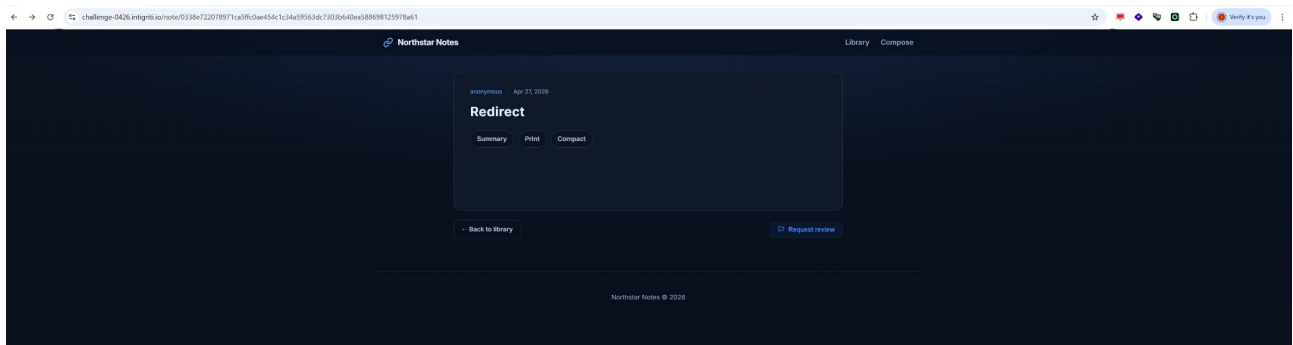 challenge-0426.intigriti.io/note/0338e722078971ca5ffc0ae454c1c34a59563dc7303b640ea588698125978a61
Verify it's you
Northstar Notes
Library Compose
anonymous · Apr 27, 2026
Redirect
Summary Print Compact
← Back to library
Request review
Northstar Notes © 2026